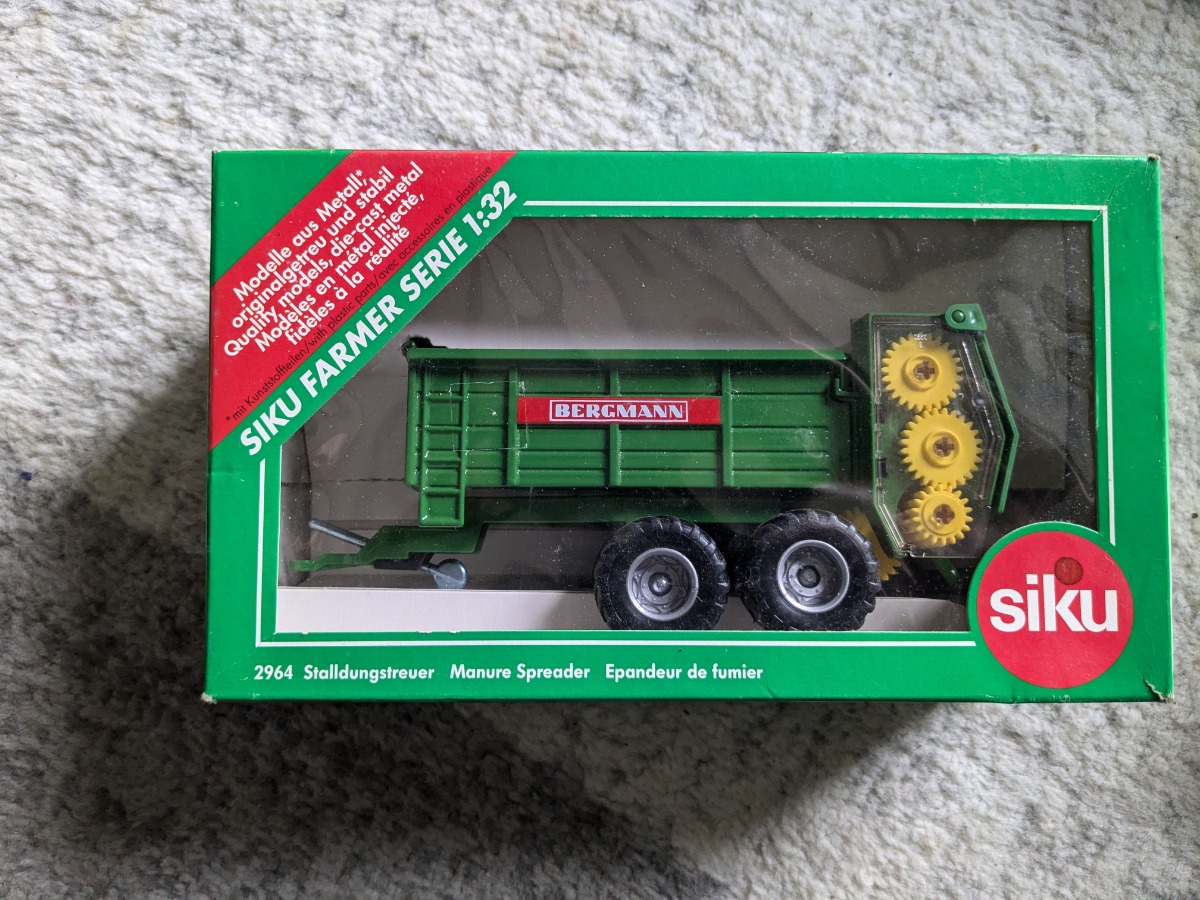 Modelle aus Metall,*
originalgetreu und stabil
Quality models, die-cast metal
Modèles en métal injecté,
fidèles à la réalité
*mit Kunststoffteilen/with plastic parts/avec accessoires en plastique
SIKU FARMER SERIE 1:32
BERGMANN
siku
2964 Stalldungstreuer Manure Spreader Epandeur de fumier